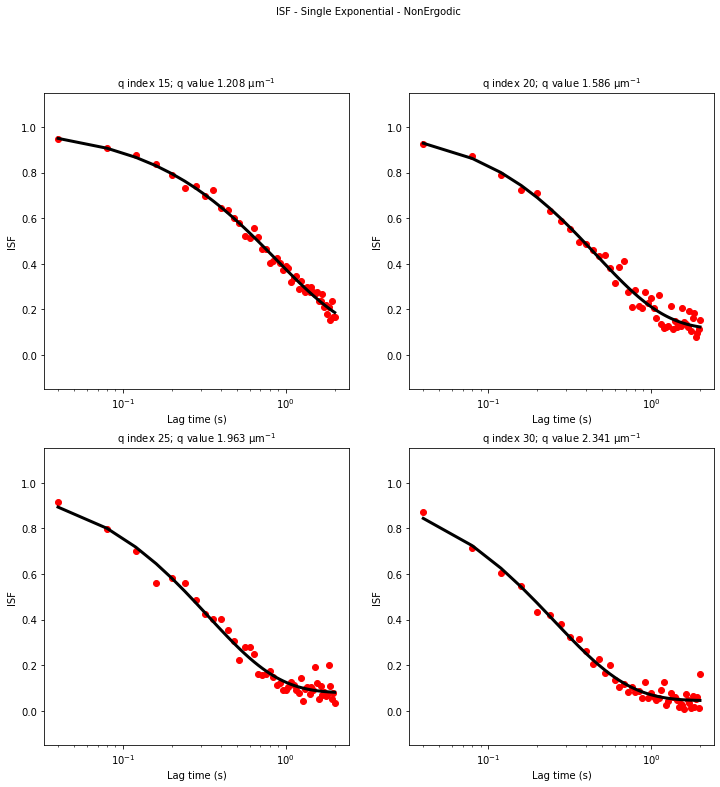 ISF - Single Exponential - NonErgodic
q index 15; q value 1.208 μm⁻¹
q index 20; q value 1.586 μm⁻¹
1.0
0.8
0.6
0.4
0.2
0.0
ISF
10⁻¹
10⁰
Lag time (s)
1.0
0.8
0.6
0.4
0.2
0.0
ISF
10⁻¹
10⁰
Lag time (s)
q index 25; q value 1.963 μm⁻¹
q index 30; q value 2.341 μm⁻¹
1.0
0.8
0.6
0.4
0.2
0.0
ISF
10⁻¹
10⁰
Lag time (s)
1.0
0.8
0.6
0.4
0.2
0.0
ISF
10⁻¹
10⁰
Lag time (s)